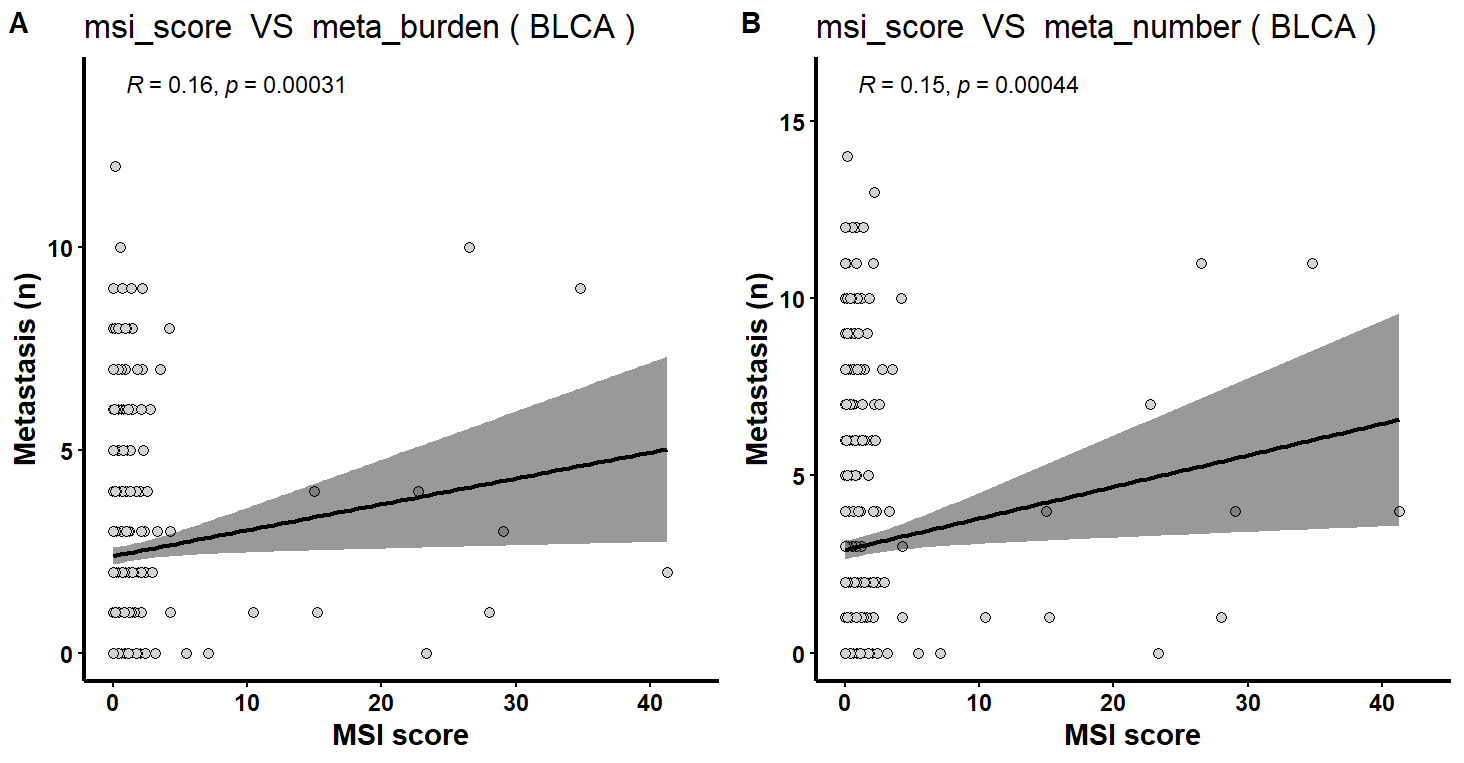 A
msi_score VS meta_burden ( BLCA )
R = 0.16, p = 0.00031
Metastasis (n)
10
5
0
0 10 20 30 40
MSI score
B
msi_score VS meta_number ( BLCA )
R = 0.15, p = 0.00044
Metastasis (n)
15
10
5
0
0 10 20 30 40
MSI score